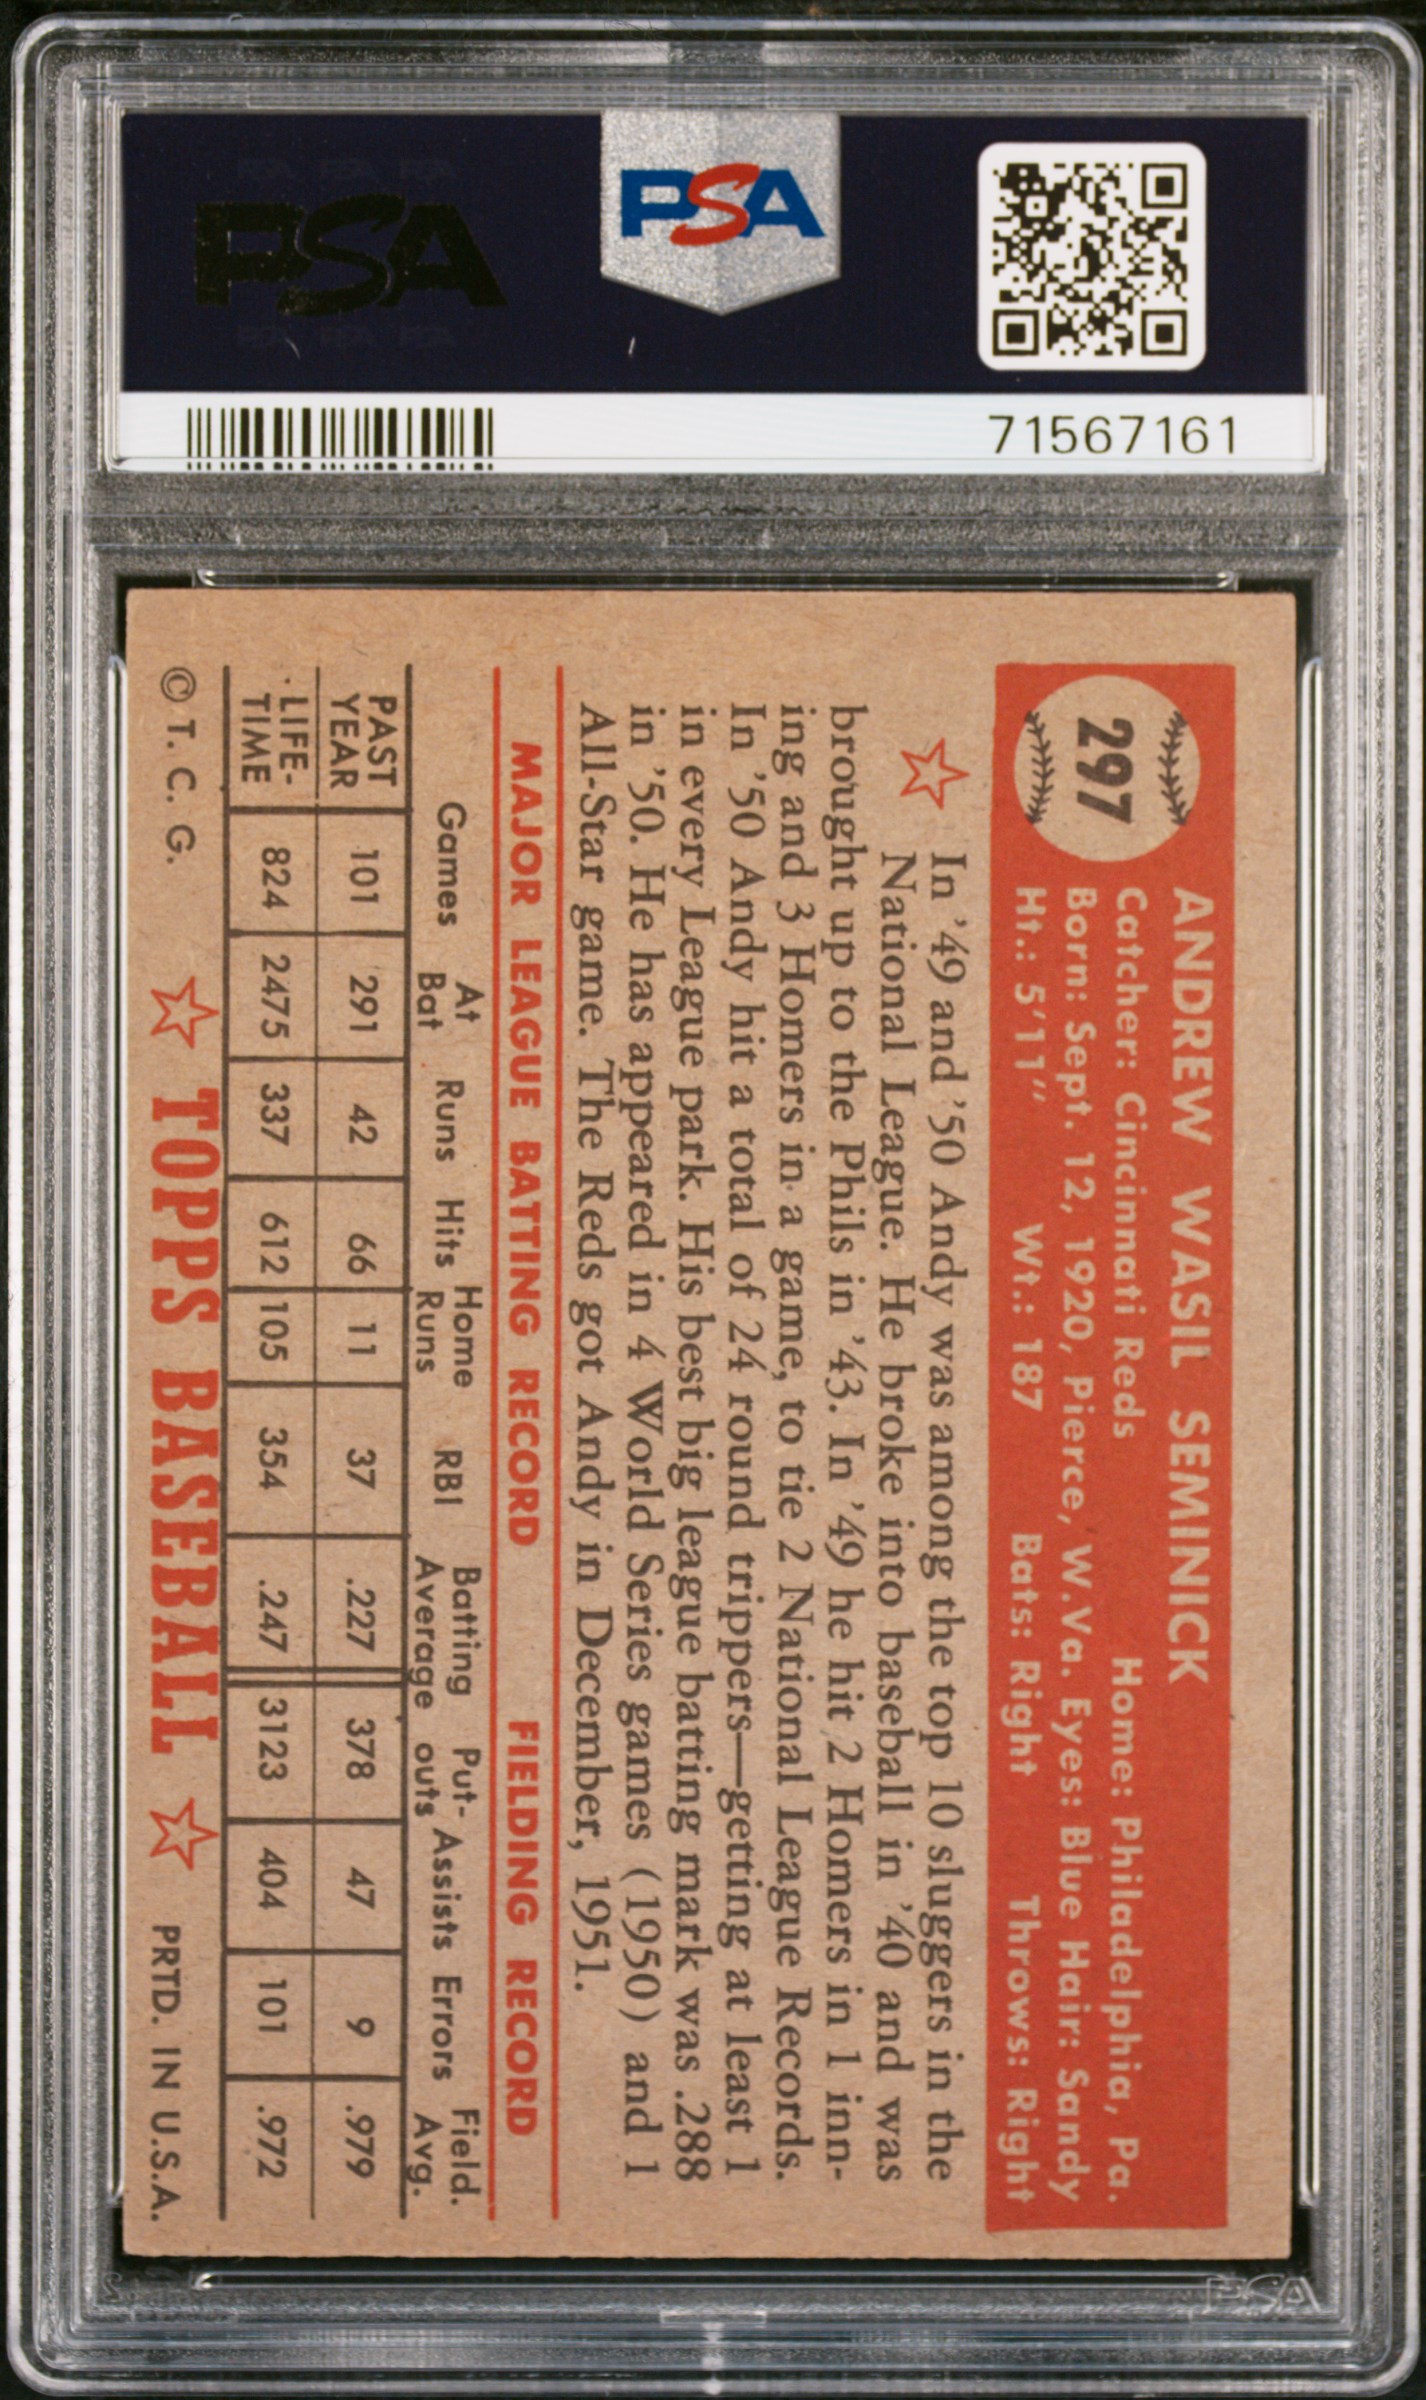 PSA
PSA
71567161
297
ANDREW WASIL SEMINICK
Catcher: Cincinnati Reds Home: Philadelphia, Pa.
Born: Sept. 12, 1920, Pierce, W.Va. Eyes: Blue Hair: Sandy
Ht.: 5'11" Wt.: 187 Bats: Right Throws: Right
In '49 and '50 Andy was among the top 10 sluggers in the
National League. He broke into baseball in '40 and was
brought up to the Phils in '43. In '49 he hit 2 Homers in 1 inn-
ing and 3 Homers in a game, to tie 2 National League Records.
In '50 Andy hit a total of 24 round trippers—getting at least 1
in every League park. His best big league batting mark was .288
in '50. He has appeared in 4 World Series games (1950) and 1
All-Star game. The Reds got Andy in December, 1951.
MAJOR LEAGUE BATTING RECORD FIELDING RECORD
Games At Bat Runs Hits Home Runs RBI Batting Average Put-outs Assists Errors Field. Avg.
PAST YEAR 101 291 42 66 11 37 .227 378 47 9 .979
LIFE-TIME 824 2475 337 612 105 354 .247 3123 404 101 .972
© T. C. G. TOPPS BASEBALL PRTD. IN U.S.A.
PSA